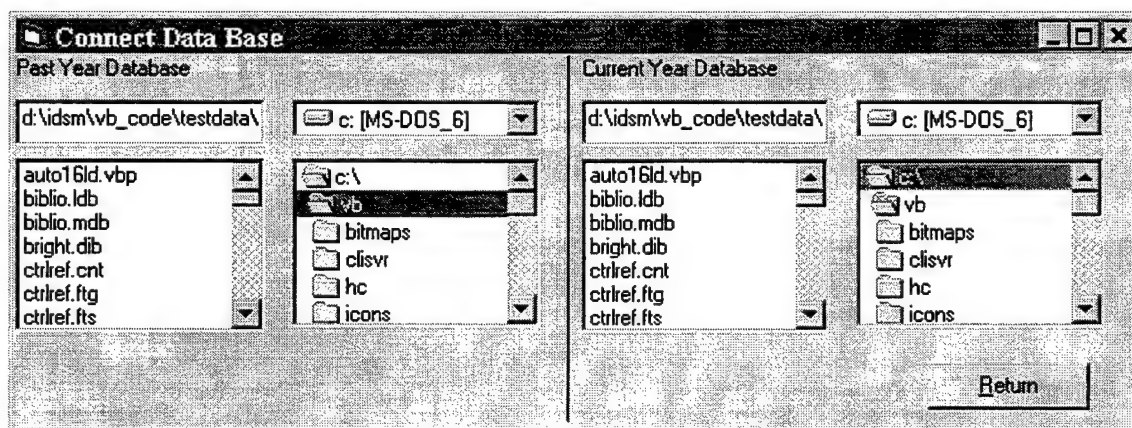 Connect Data Base
Past Year Database
d:\idsm\vb_code\testdata\
c: [MS-DOS_6]
auto16ld.vbp
biblio.ldb
biblio.mdb
bright.dib
ctrlref.cnt
ctrlref.ftg
ctrlref.fts
c:\
vb
bitmaps
clisvr
hc
icons
Current Year Database
d:\idsm\vb_code\testdata\
c: [MS-DOS_6]
auto16ld.vbp
biblio.ldb
biblio.mdb
bright.dib
ctrlref.cnt
ctrlref.ftg
ctrlref.fts
c:\
vb
bitmaps
clisvr
hc
icons
Return